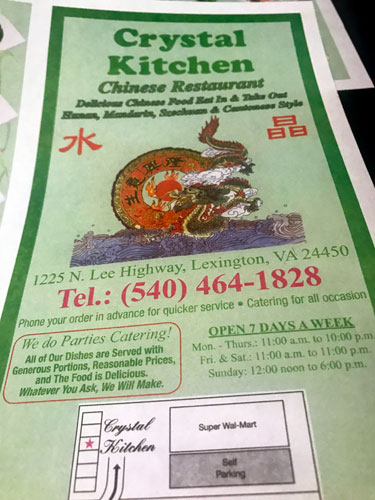 Crystal
Kitchen
Chinese Restaurant
Delicious Chinese Food Eat In & Take Out
Hunan, Mandarin, Szechuan & Cantonese Style
水 晶
1225 N. Lee Highway, Lexington, VA 24450
Tel.: (540) 464-1828
Phone your order in advance for quicker service • Catering for all occasion
We do Parties Catering!
All of Our Dishes are Served with
Generous Portions, Reasonable Prices,
and The Food is Delicious.
Whatever You Ask, We Will Make.
OPEN 7 DAYS A WEEK
Mon. - Thurs.: 11:00 a.m. to 10:00 p.m.
Fri. & Sat.: 11:00 a.m. to 11:00 p.m.
Sunday: 12:00 noon to 6:00 p.m.
Crystal
Kitchen
Super Wal-Mart
Self
Parking